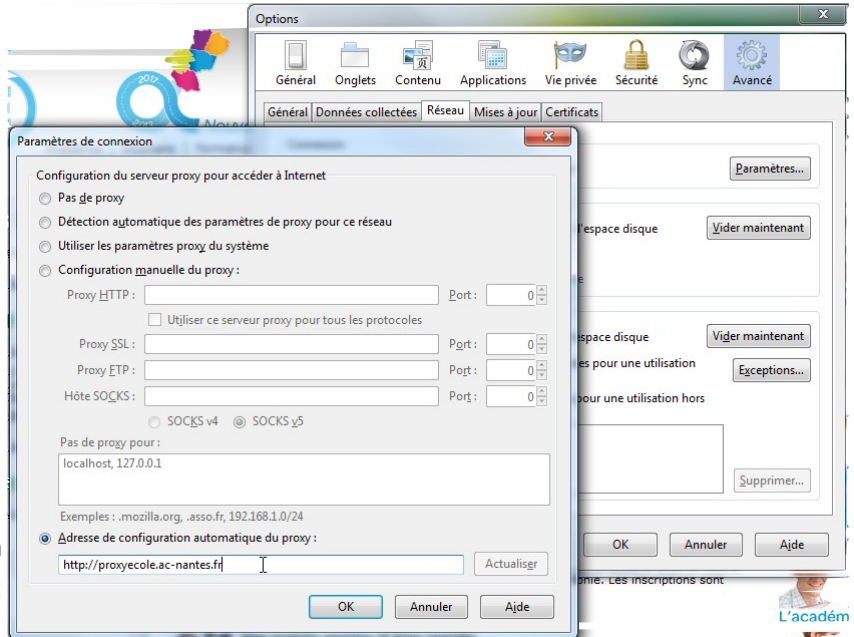 Options
Général Onglets Contenu Applications Vie privée Sécurité Sync Avancé
Général Données collectées Réseau Mises à jour Certificats
2017
Nouve
Connexion
Paramètres...
l'espace disque Vider maintenant
espace disque Vider maintenant
es pour une utilisation Exceptions...
pour une utilisation hors
Supprimer...
OK Annuler Aide
Paramètres de connexion
Configuration du serveur proxy pour accéder à Internet
Pas de proxy
Détection automatique des paramètres de proxy pour ce réseau
Utiliser les paramètres proxy du système
Configuration manuelle du proxy :
Proxy HTTP : Port : 0
Utiliser ce serveur proxy pour tous les protocoles
Proxy SSL : Port : 0
Proxy FTP : Port : 0
Hôte SOCKS : Port : 0
SOCKS v4 SOCKS v5
Pas de proxy pour :
localhost, 127.0.0.1
Exemples : .mozilla.org, .asso.fr, 192.168.1.0/24
Adresse de configuration automatique du proxy :
http://proxyecole.ac-nantes.fr Actualiser
OK Annuler Aide
phie. Les inscriptions sont
L'académ